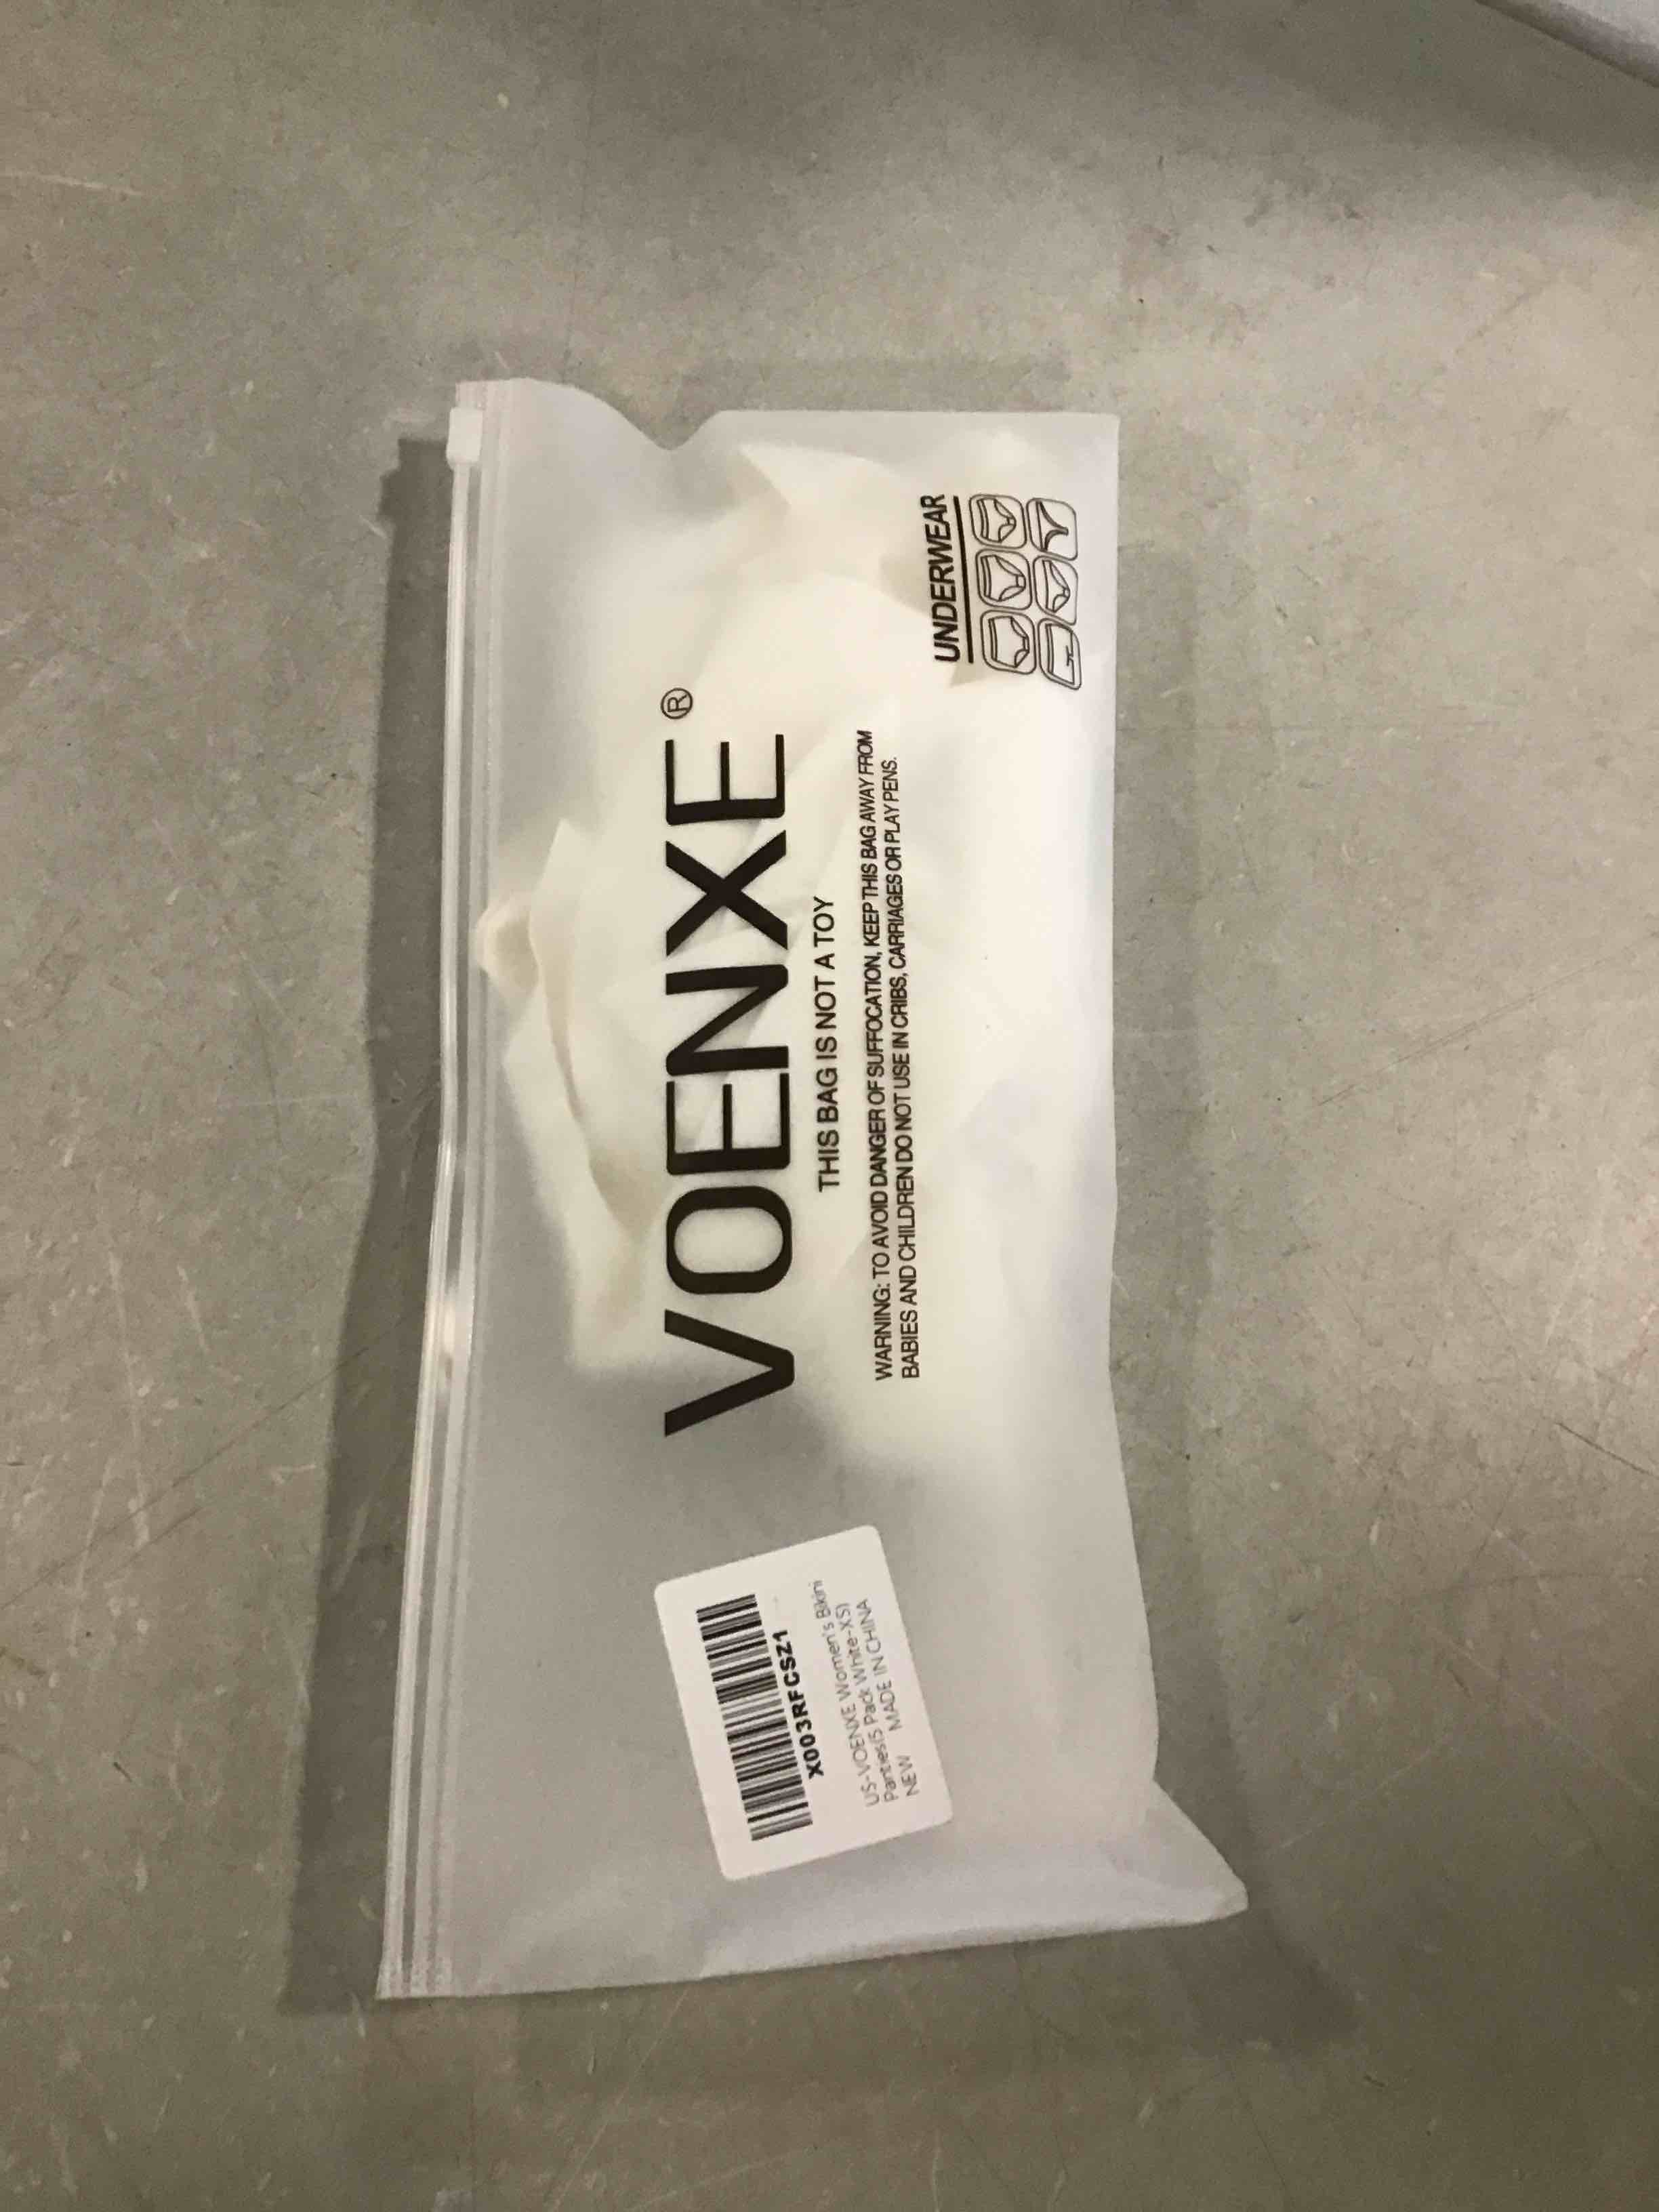 VOENXE®
THIS BAG IS NOT A TOY
WARNING: TO AVOID DANGER OF SUFFOCATION, KEEP THIS BAG AWAY FROM
BABIES AND CHILDREN DO NOT USE IN CRIBS, CARRIAGES OR PLAY PENS.
UNDERWEAR
X003RFCSZ1
US-VOENXE Women's Bikini
Panties(5 Pack White-XS)
NEW MADE IN CHINA